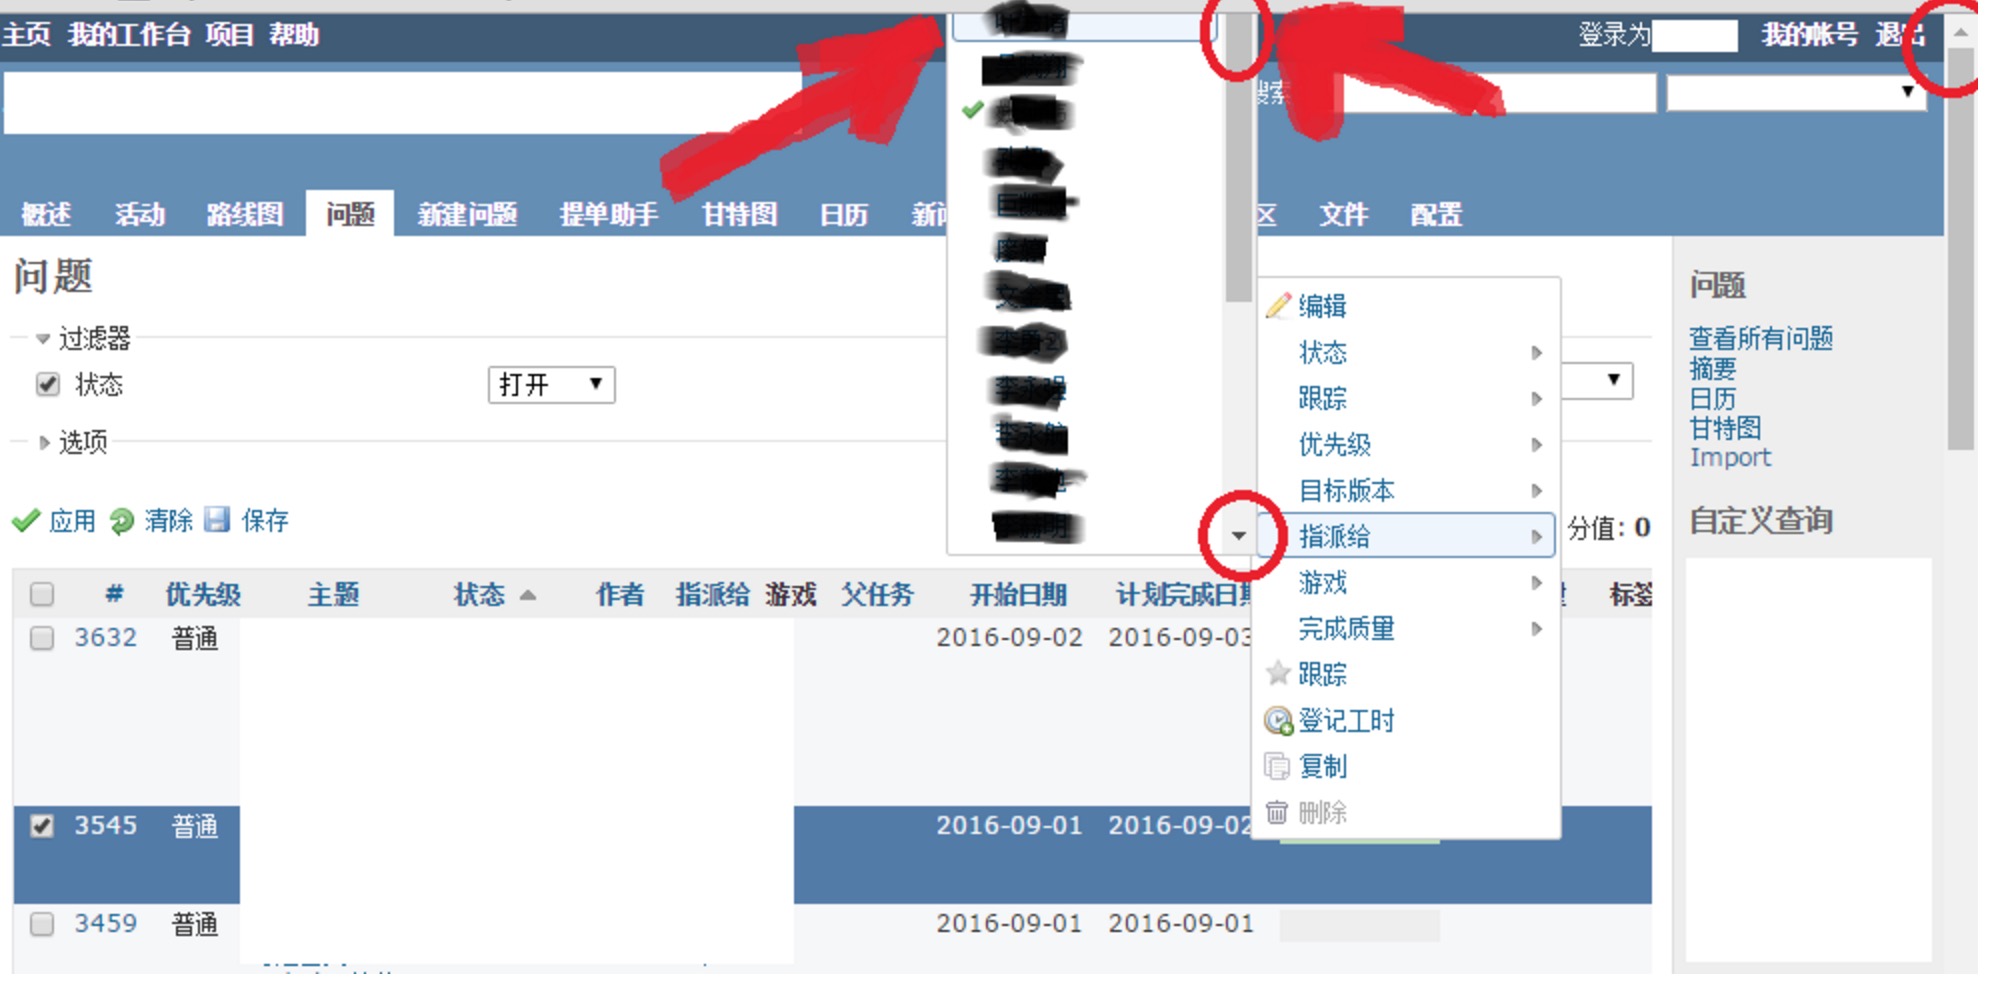 主页 我的工作台 项目 帮助
登录为 我的帐号 退出
搜索
概述 活动 路线图 问题 新建问题 提单助手 甘特图 日历 新 区 文件 配置
问题
过滤器
状态 打开
选项
应用 清除 保存
编辑
状态
跟踪
优先级
目标版本
指派给
游戏
完成质量
跟踪
登记工时
复制
删除
分值: 0
# 优先级 主题 状态 作者 指派给 游戏 父任务 开始日期 计划完成日期 标签
3632 普通 2016-09-02 2016-09-03
3545 普通 2016-09-01 2016-09-02
3459 普通 2016-09-01 2016-09-01
问题
查看所有问题
摘要
日历
甘特图
Import
自定义查询